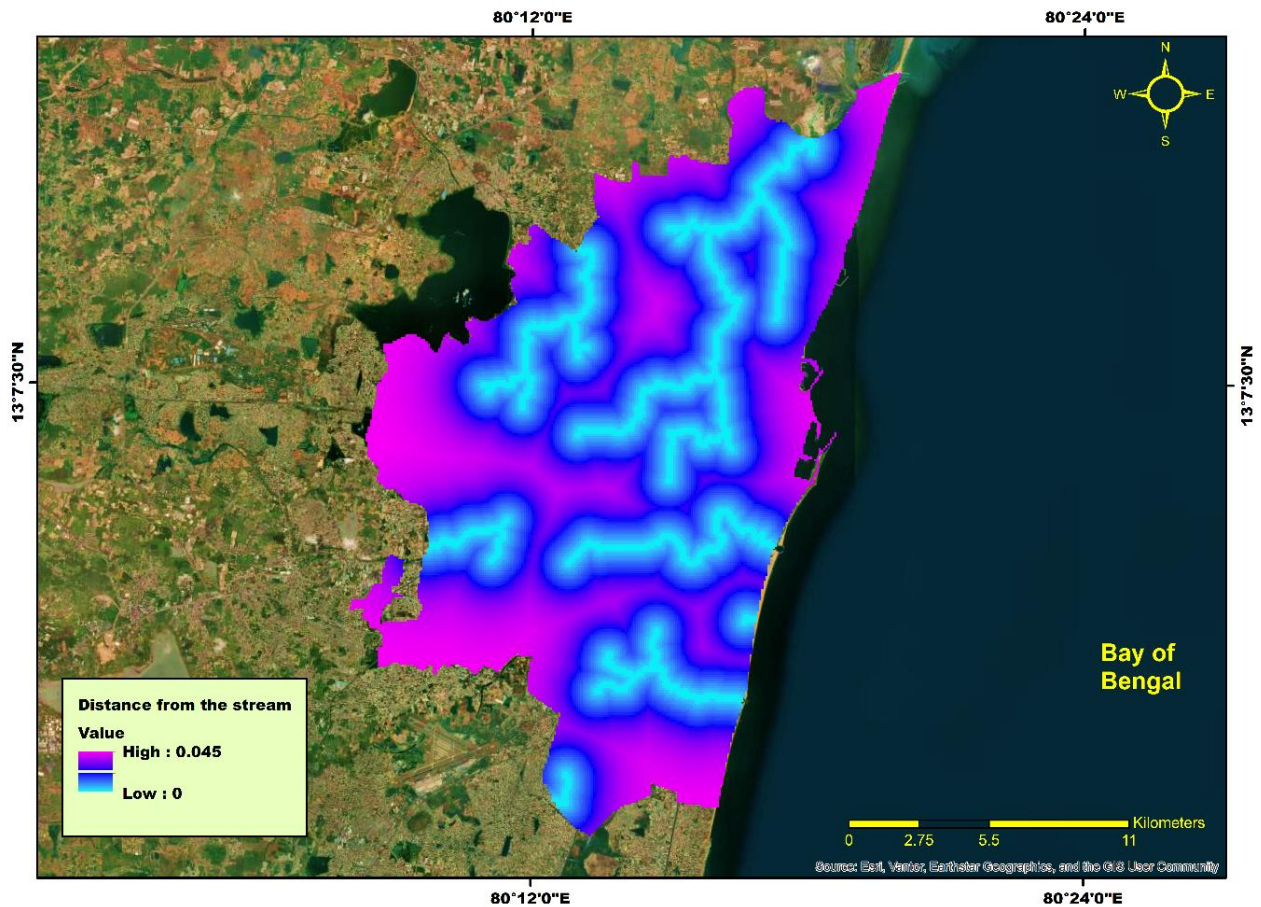 80°12'0"E
80°24'0"E
N
W
E
S
13°7'30"N
13°7'30"N
Bay of
Bengal
Distance from the stream
Value
High : 0.045
Low : 0
Kilometers
0
2.75
5.5
11
Source: Esri, Vantor, Earthstar Geographics, and the GIS User Community
80°12'0"E
80°24'0"E